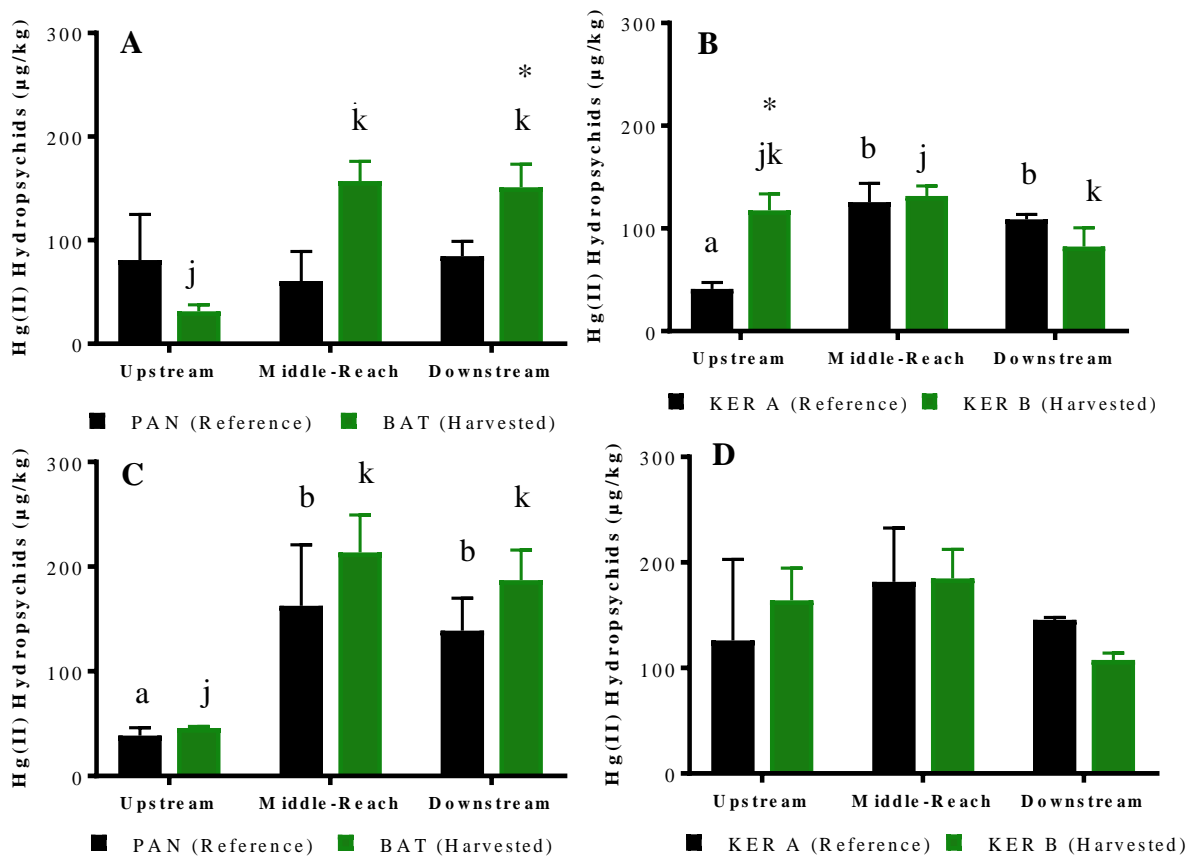 A
Hg(II) Hydropsychids (µg/kg)
300
200
100
0
j
k
*
k
Upstream Middle-Reach Downstream
PAN (Reference) BAT (Harvested)
B
Hg(II) Hydropsychids (µg/kg)
300
200
100
0
a
*
jk
b
j
b
k
Upstream Middle-Reach Downstream
KER A (Reference) KER B (Harvested)
C
Hg(II) Hydropsychids (µg/kg)
300
200
100
0
a
j
b
k
b
k
Upstream Middle-Reach Downstream
PAN (Reference) BAT (Harvested)
D
Hg(II) Hydropsychids (µg/kg)
300
200
100
0
Upstream Middle-Reach Downstream
KER A (Reference) KER B (Harvested)